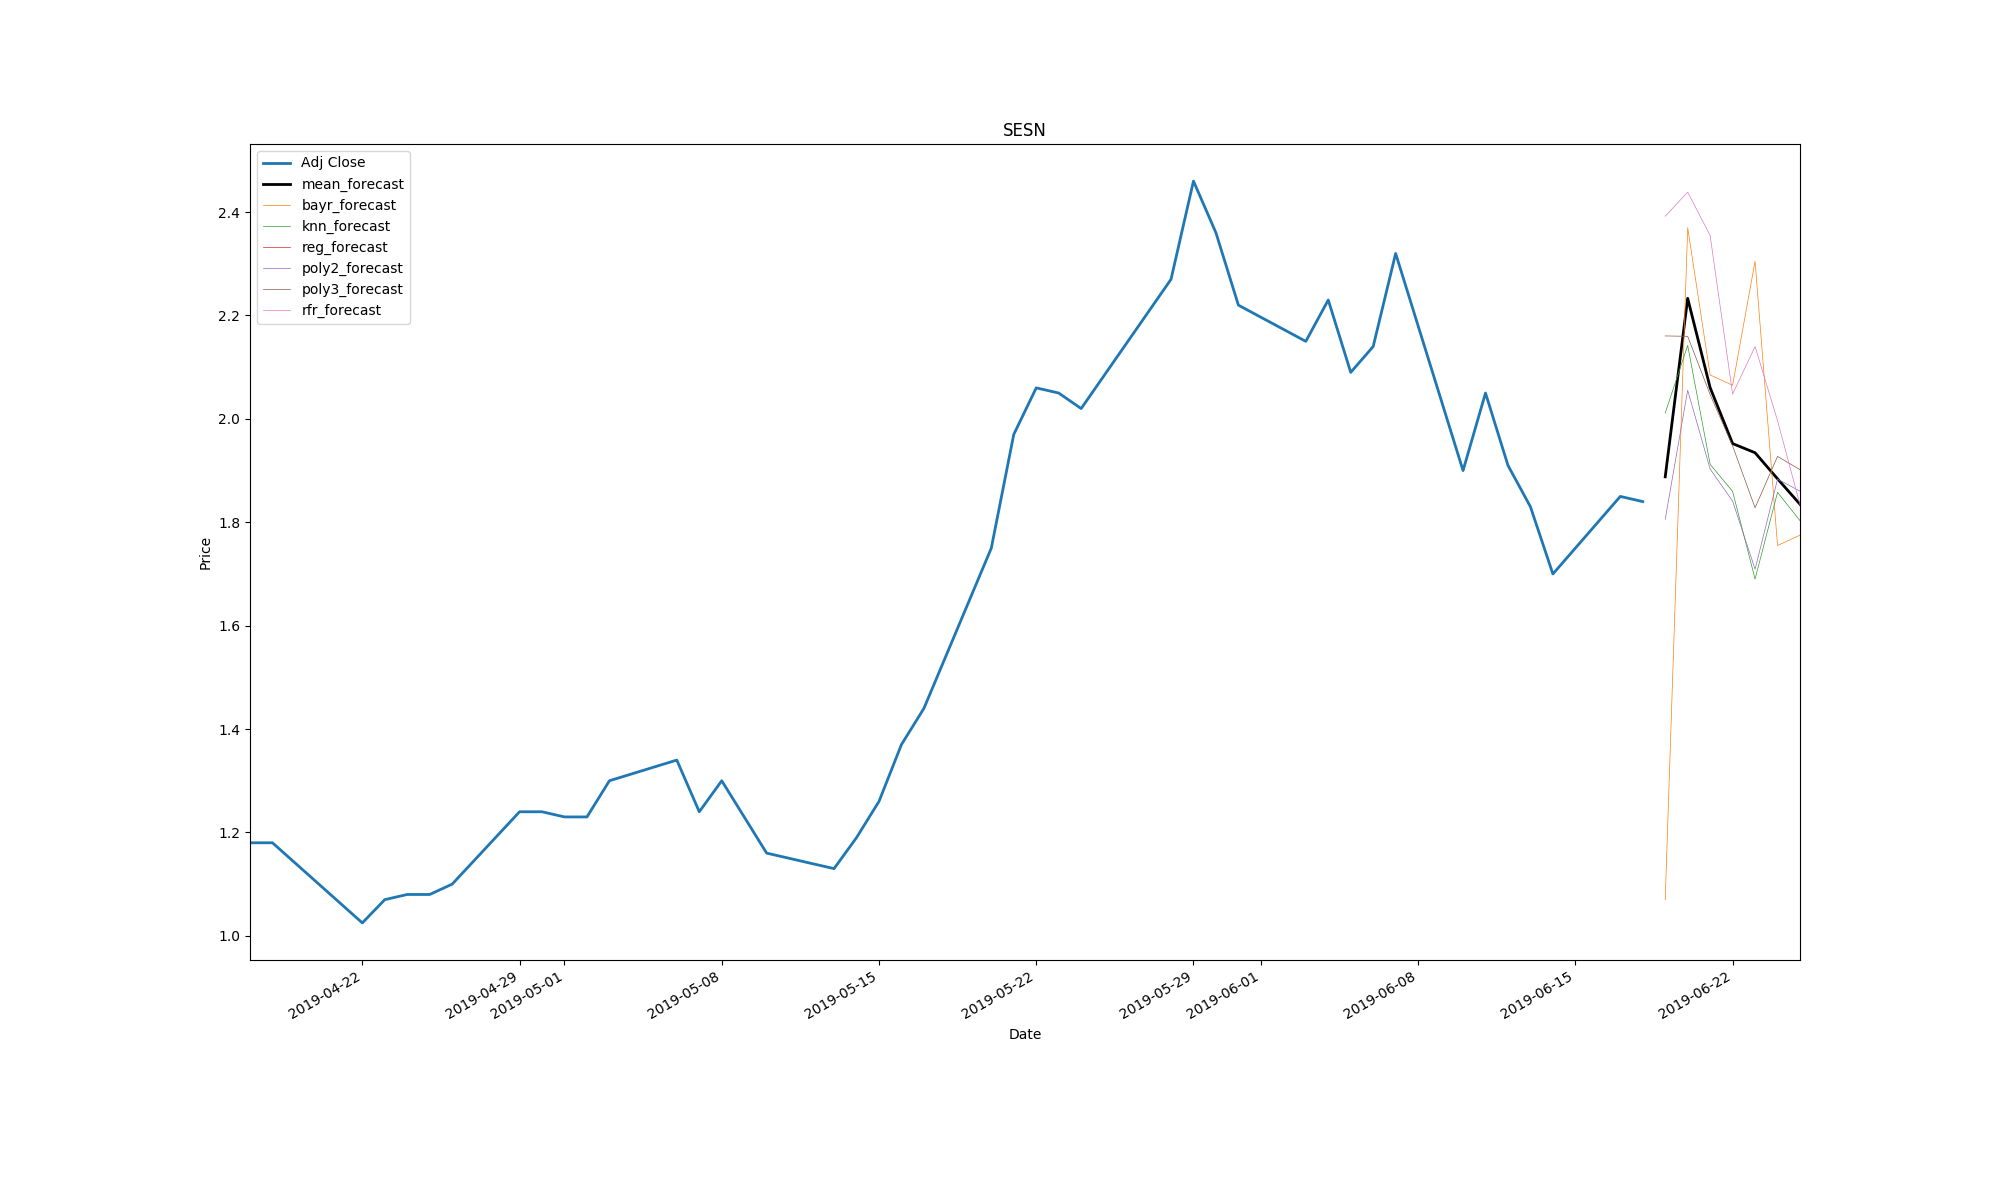 SESN
Adj Close
mean_forecast
bayr_forecast
knn_forecast
reg_forecast
poly2_forecast
poly3_forecast
rfr_forecast
2.4
2.2
2.0
1.8
1.6
1.4
1.2
1.0
Price
2019-04-22
2019-04-29
2019-05-01
2019-05-08
2019-05-15
2019-05-22
2019-05-29
2019-06-01
2019-06-08
2019-06-15
2019-06-22
Date